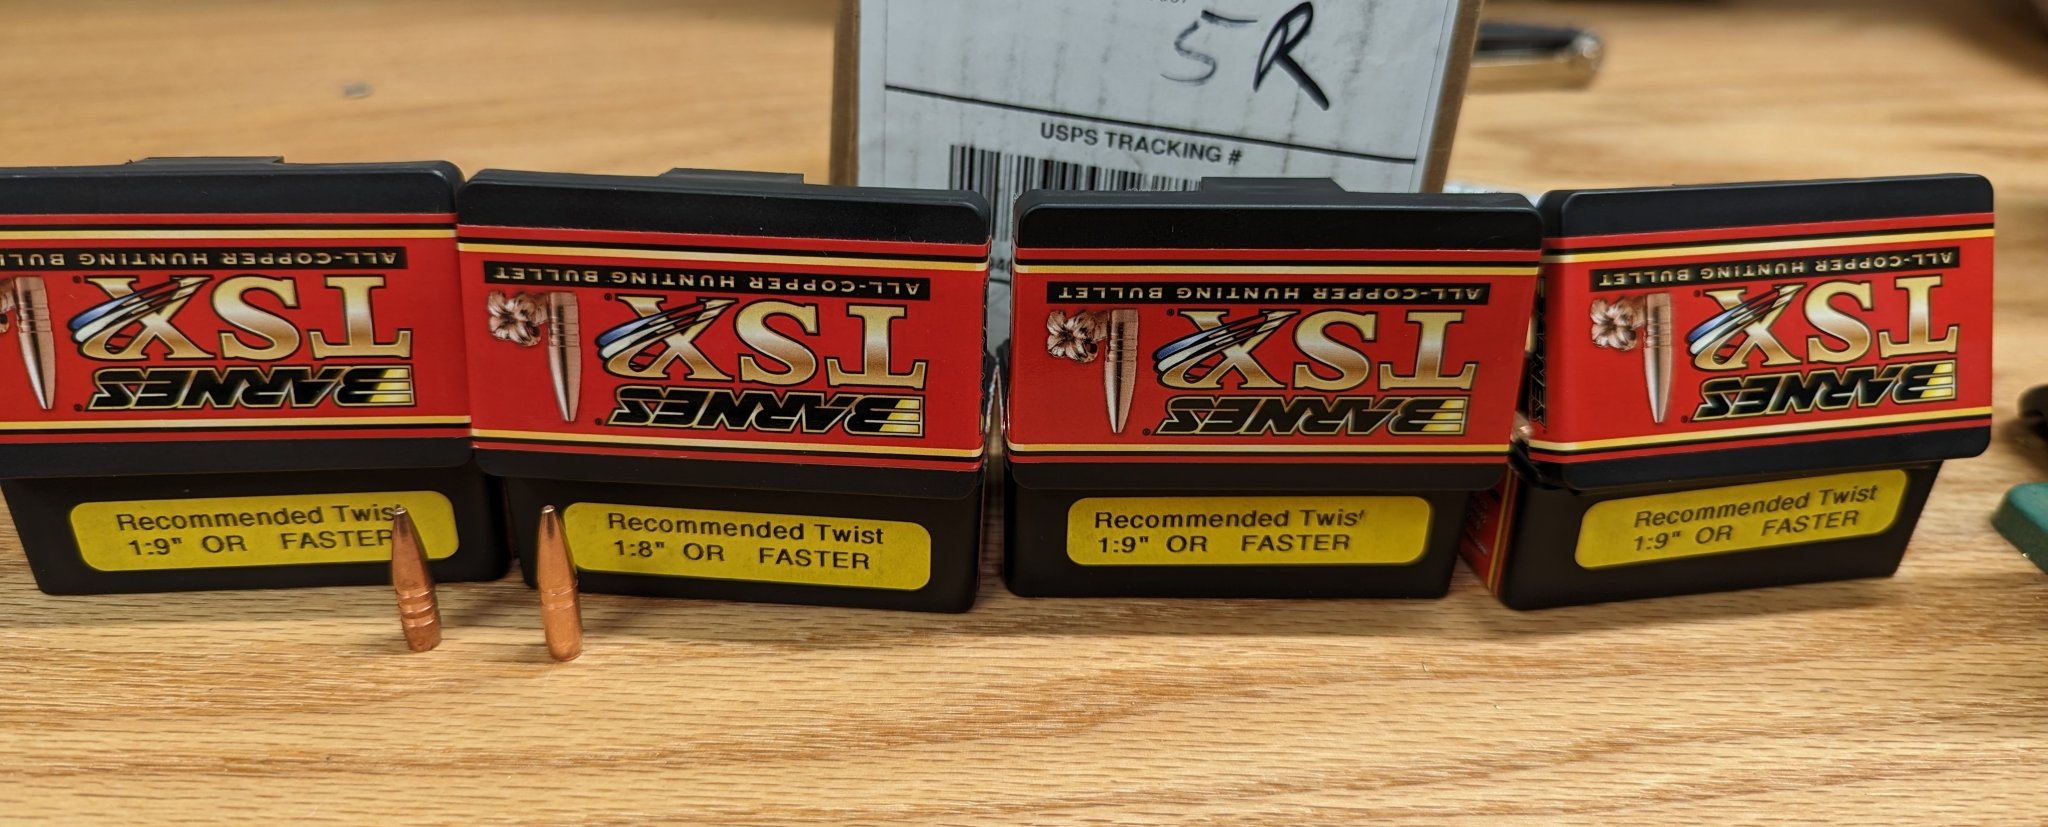 5R
USPS TRACKING #
ALL-COPPER HUNTING BULLET
TSX
BARNES
Recommended Twist
1:9" OR FASTER
ALL-COPPER HUNTING BULLET
TSX
BARNES
Recommended Twist
1:8" OR FASTER
ALL-COPPER HUNTING BULLET
TSX
BARNES
Recommended Twist
1:9" OR FASTER
ALL-COPPER HUNTING BULLET
TSX
BARNES
Recommended Twist
1:9" OR FASTER